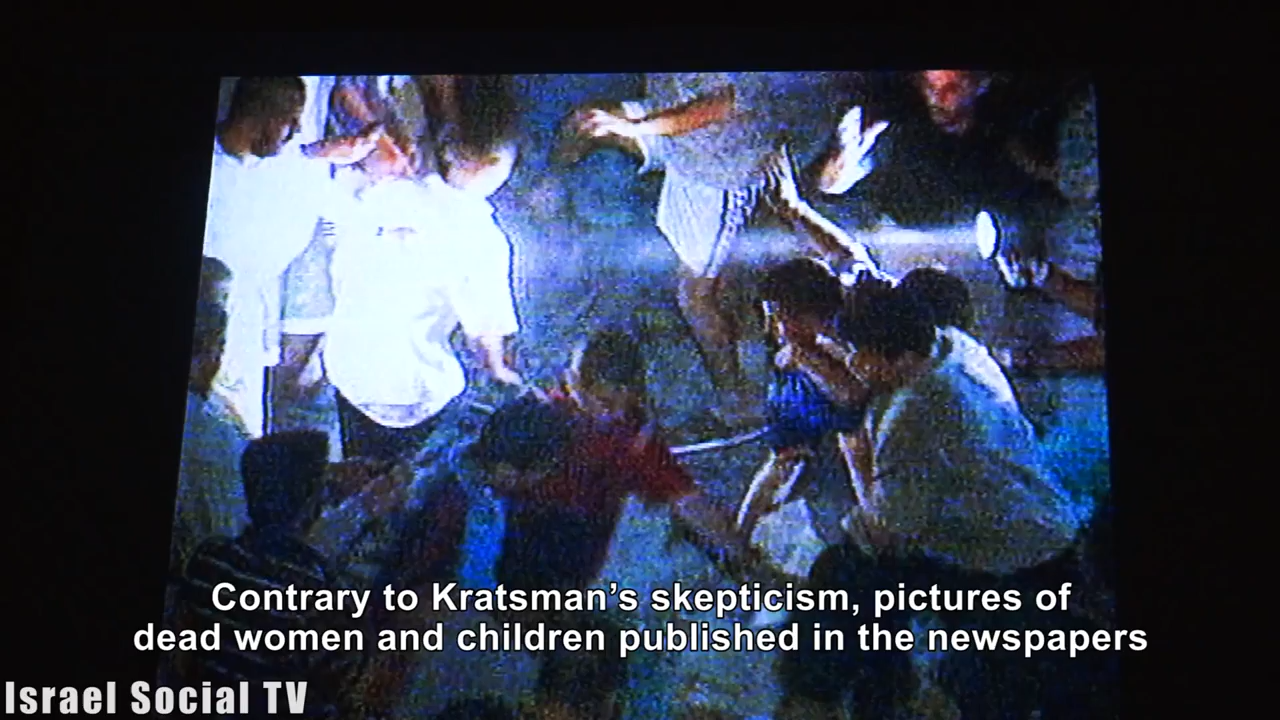 Contrary to Kratsman's skepticism, pictures of
dead women and children published in the newspapers
Israel Social TV